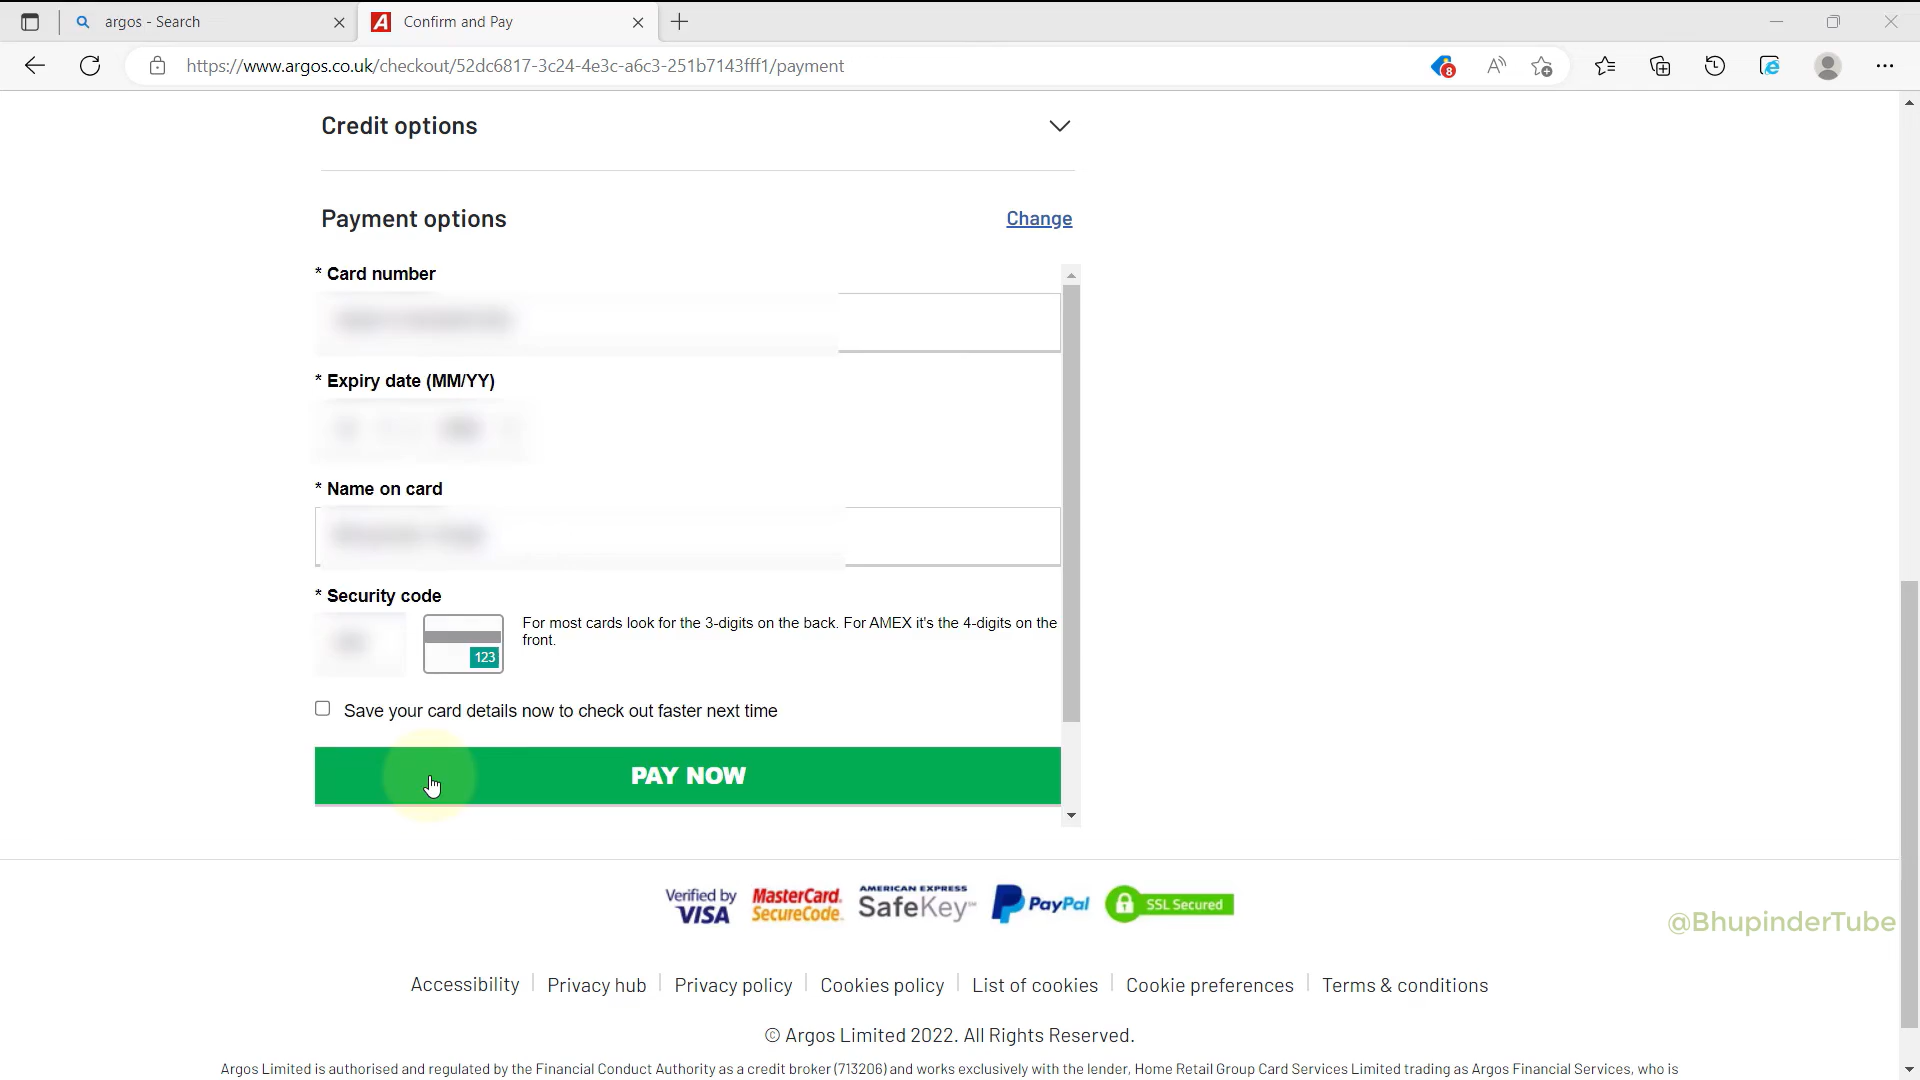 argos - Search
Confirm and Pay
https://www.argos.co.uk/checkout/52dc6817-3c24-4e3c-a6c3-251b7143fff1/payment
8
Credit options
Payment options
Change
* Card number
* Expiry date (MM/YY)
* Name on card
* Security code
123
For most cards look for the 3-digits on the back. For AMEX it's the 4-digits on the
front.
Save your card details now to check out faster next time
PAY NOW
Verified by
VISA
MasterCard.
SecureCode.
AMERICAN EXPRESS
SafeKey
PayPal
SSL Secured
@BhupinderTube
Accessibility
Privacy hub
Privacy policy
Cookies policy
List of cookies
Cookie preferences
Terms & conditions
© Argos Limited 2022. All Rights Reserved.
Argos Limited is authorised and regulated by the Financial Conduct Authority as a credit broker (713206) and works exclusively with the lender, Home Retail Group Card Services Limited trading as Argos Financial Services, who is